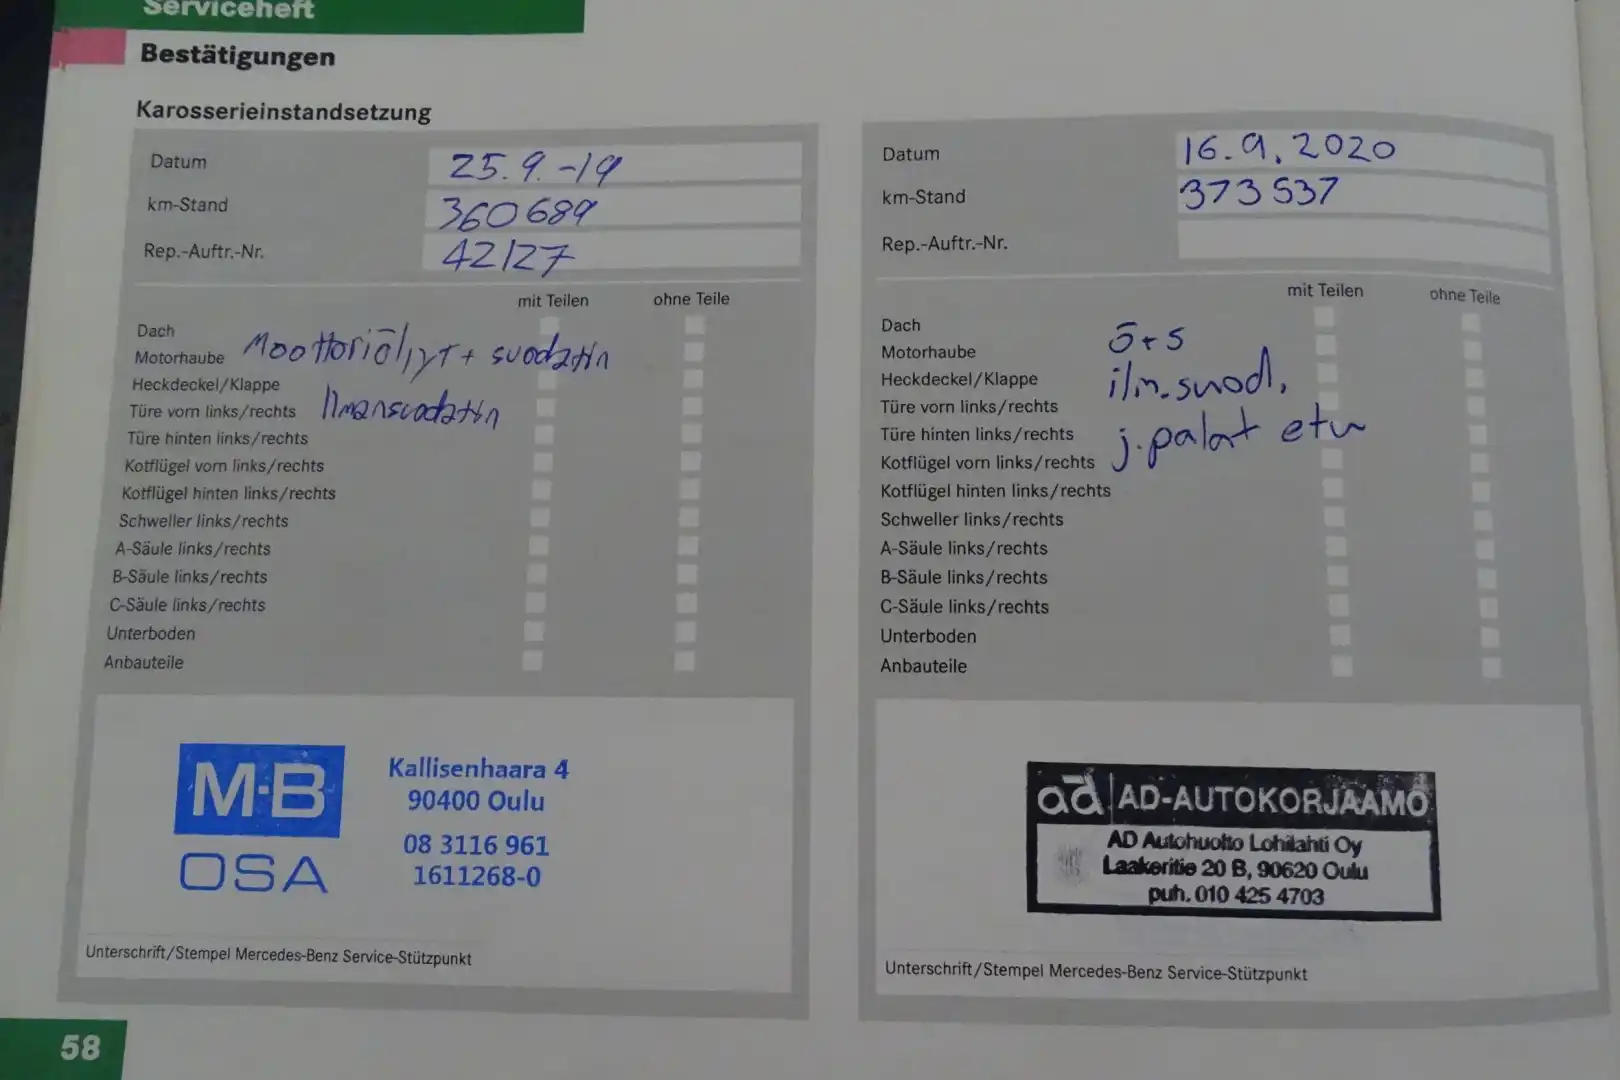 Serviceheft
Bestätigungen
Karosserieinstandsetzung
Datum 25.9.-19
km-Stand 360689
Rep.-Auftr.-Nr. 42127
mit Teilen ohne Teile
Dach
Motorhaube Moottoriöljyt + suodatin
Heckdeckel/Klappe
Türe vorn links/rechts Ilmansuodatin
Türe hinten links/rechts
Kotflügel vorn links/rechts
Kotflügel hinten links/rechts
Schweller links/rechts
A-Säule links/rechts
B-Säule links/rechts
C-Säule links/rechts
Unterboden
Anbauteile
M-B
OSA
Kallisenhaara 4
90400 Oulu
08 3116 961
1611268-0
Unterschrift/Stempel Mercedes-Benz Service-Stützpunkt
58
Datum 16.9.2020
km-Stand 373537
Rep.-Auftr.-Nr.
mit Teilen ohne Teile
Dach
Motorhaube ö+s
Heckdeckel/Klappe ilm.suod.
Türe vorn links/rechts
Türe hinten links/rechts j.palat etu
Kotflügel vorn links/rechts
Kotflügel hinten links/rechts
Schweller links/rechts
A-Säule links/rechts
B-Säule links/rechts
C-Säule links/rechts
Unterboden
Anbauteile
ad AD-AUTOKORJAAMO
AD Autohuolto Lohilahti Oy
Laakeritie 20 B, 90620 Oulu
puh. 010 425 4703
Unterschrift/Stempel Mercedes-Benz Service-Stützpunkt